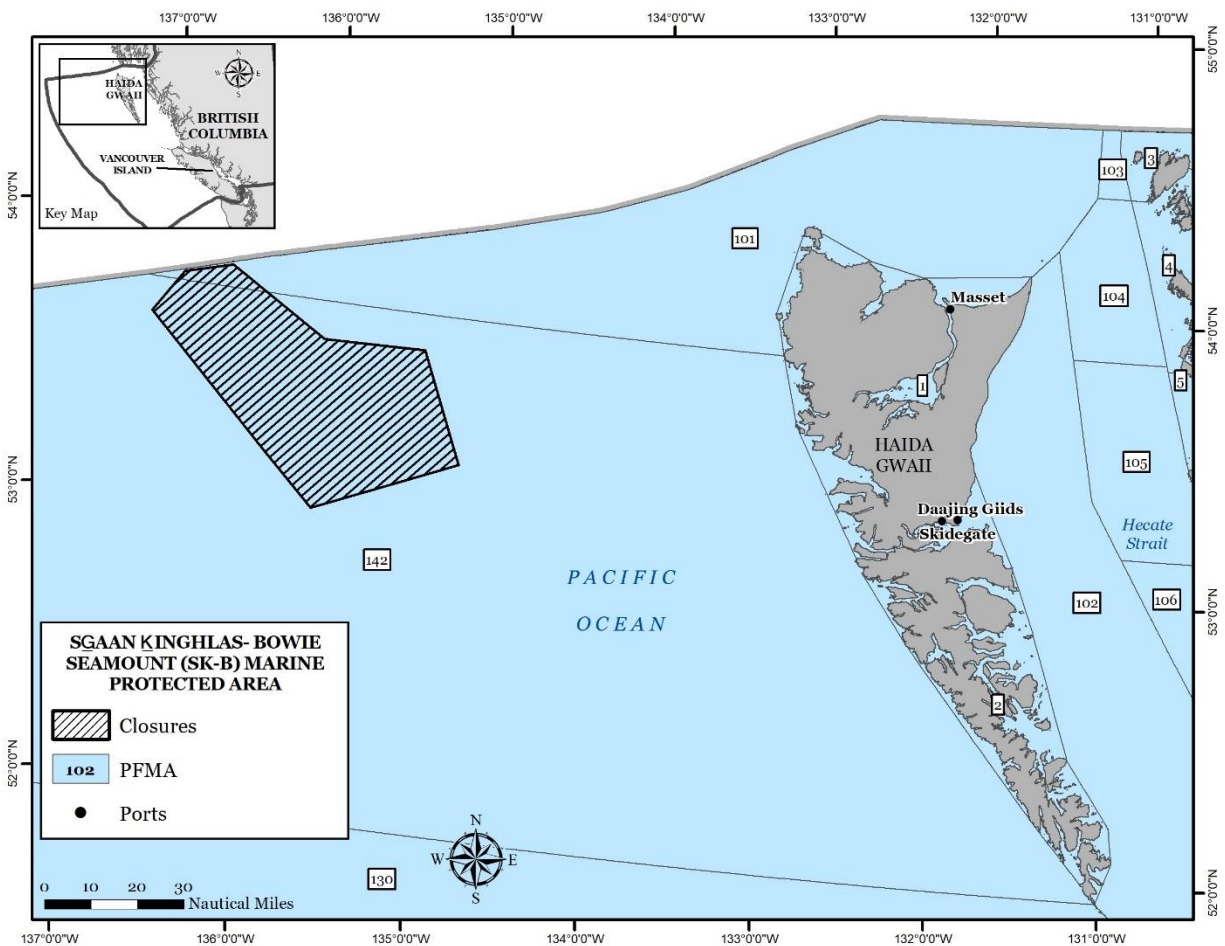 137°0'0"W
136°0'0"W
135°0'0"W
134°0'0"W
133°0'0"W
132°0'0"W
131°0'0"W
55°0'0"N
54°0'0"N
54°0'0"N
53°0'0"N
53°0'0"N
52°0'0"N
52°0'0"N
HAIDA
GWAII
N
W E
S
BRITISH
COLUMBIA
VANCOUVER
ISLAND
Key Map
103
3
101
4
104
Masset
5
1
HAIDA
GWAII
105
Daajing Giids
Skidegate
Hecate
Strait
142
PACIFIC
OCEAN
102
106
2
SG̲AAN K̲INGHLAS- BOWIE
SEAMOUNT (SK-B) MARINE
PROTECTED AREA
Closures
102 PFMA
Ports
N
W E
S
130
0 10 20 30
Nautical Miles
137°0'0"W
136°0'0"W
135°0'0"W
134°0'0"W
133°0'0"W
132°0'0"W
131°0'0"W